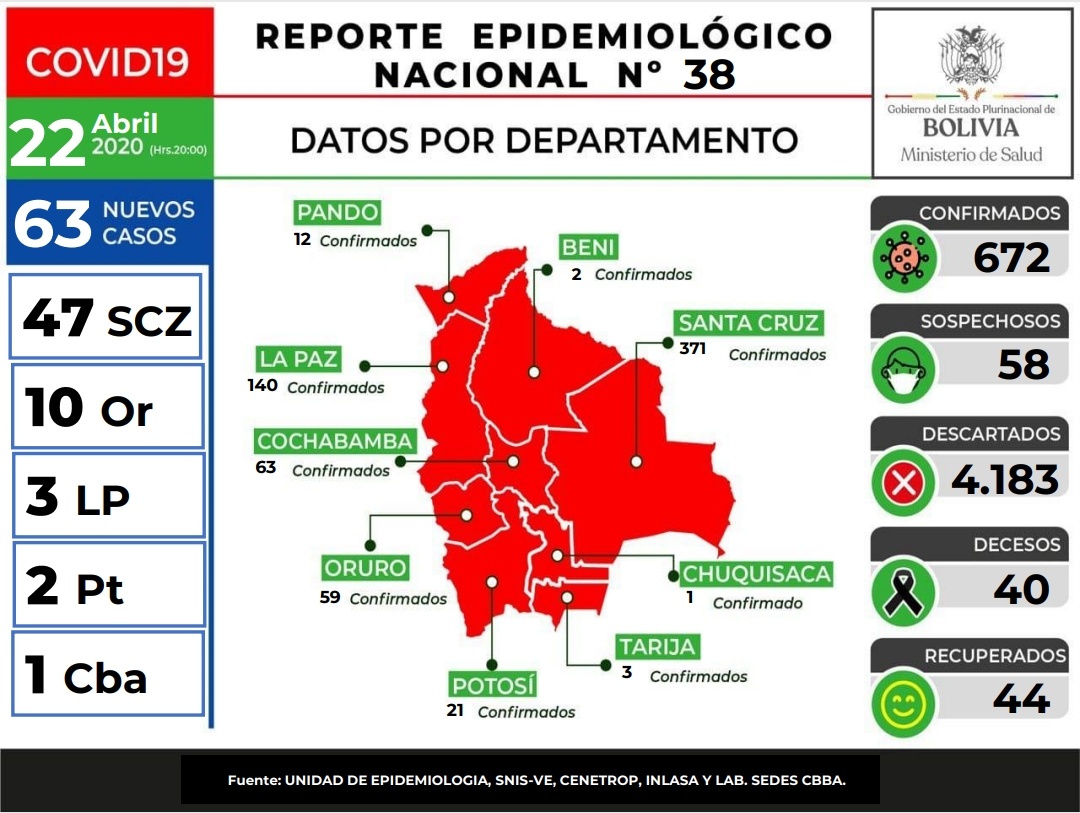 COVID19
REPORTE EPIDEMIOLÓGICO
NACIONAL Nº 38
Gobierno del Estado Plurinacional de
BOLIVIA
Ministerio de Salud
22 Abril
2020 (Hrs.20:00)
DATOS POR DEPARTAMENTO
63 NUEVOS
CASOS
47 SCZ
10 Or
3 LP
2 Pt
1 Cba
PANDO
12 Confirmados
BENI
2 Confirmados
SANTA CRUZ
371 Confirmados
LA PAZ
140 Confirmados
COCHABAMBA
63 Confirmados
ORURO
59 Confirmados
CHUQUISACA
1 Confirmado
TARIJA
3 Confirmados
POTOSÍ
21 Confirmados
CONFIRMADOS
672
SOSPECHOSOS
58
DESCARTADOS
4.183
DECESOS
40
RECUPERADOS
44
Fuente: UNIDAD DE EPIDEMIOLOGIA, SNIS-VE, CENETROP, INLASA Y LAB. SEDES CBBA.